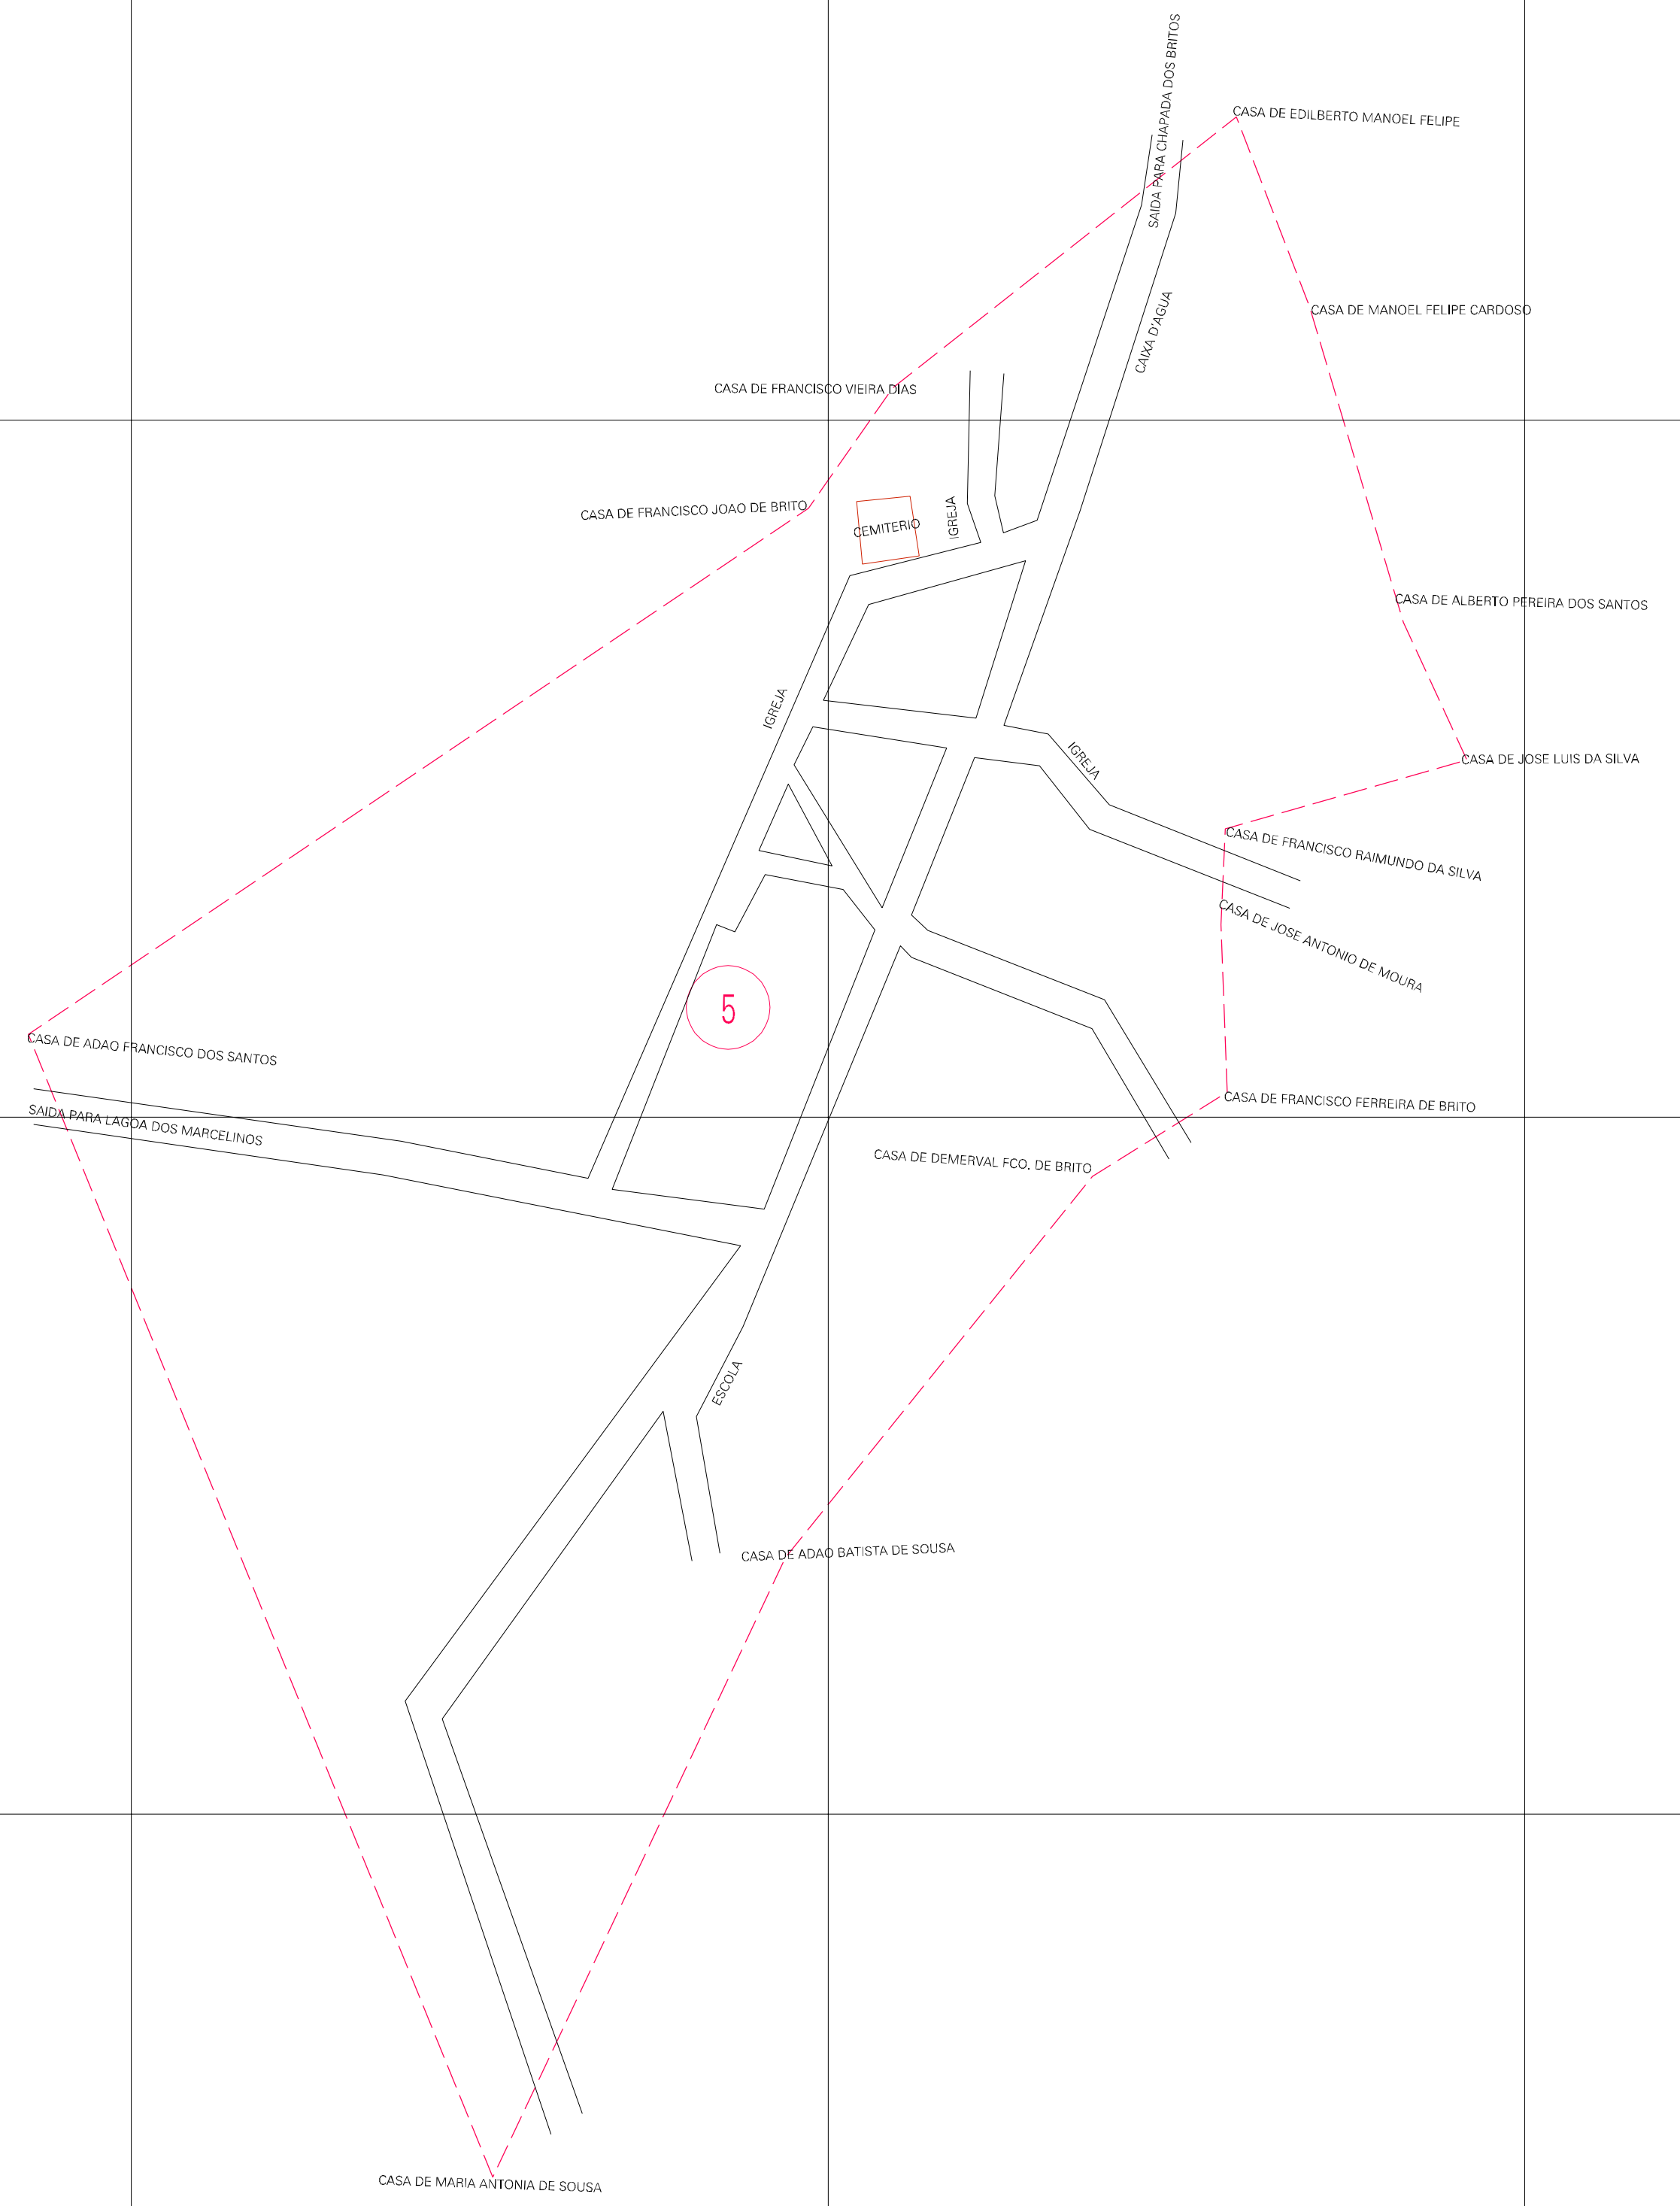 SAIDA PARA CHAPADA DOS BRITOS
CASA DE EDILBERTO MANOEL FELIPE
CASA DE MANOEL FELIPE CARDOSO
CAIXA D'AGUA
CASA DE FRANCISCO VIEIRA DIAS
CASA DE FRANCISCO JOAO DE BRITO
CEMITERIO
IGREJA
CASA DE ALBERTO PEREIRA DOS SANTOS
IGREJA
IGREJA
CASA DE JOSE LUIS DA SILVA
CASA DE FRANCISCO RAIMUNDO DA SILVA
CASA DE JOSE ANTONIO DE MOURA
5
CASA DE ADAO FRANCISCO DOS SANTOS
SAIDA PARA LAGOA DOS MARCELINOS
CASA DE FRANCISCO FERREIRA DE BRITO
CASA DE DEMERVAL FCO. DE BRITO
ESCOLA
CASA DE ADAO BATISTA DE SOUSA
CASA DE MARIA ANTONIA DE SOUSA